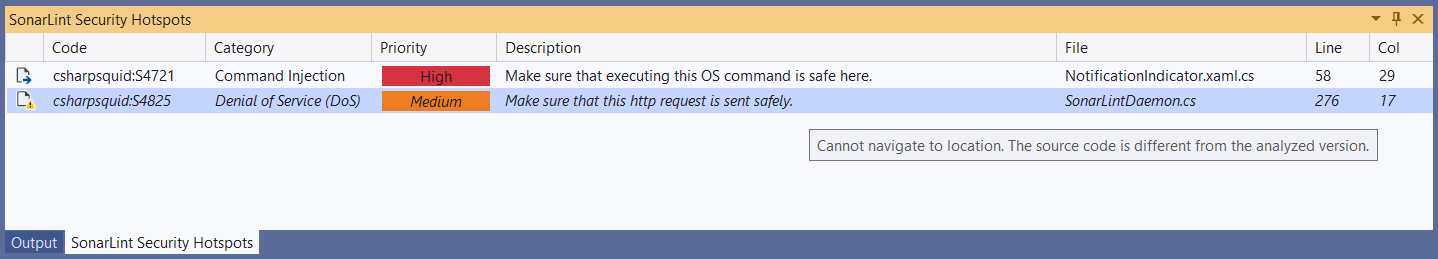 SonarLint Security Hotspots
Code Category Priority Description File Line Col
csharpsquid:S4721 Command Injection High Make sure that executing this OS command is safe here. NotificationIndicator.xaml.cs 58 29
csharpsquid:S4825 Denial of Service (DoS) Medium Make sure that this http request is sent safely. SonarLintDaemon.cs 276 17
Cannot navigate to location. The source code is different from the analyzed version.
Output SonarLint Security Hotspots